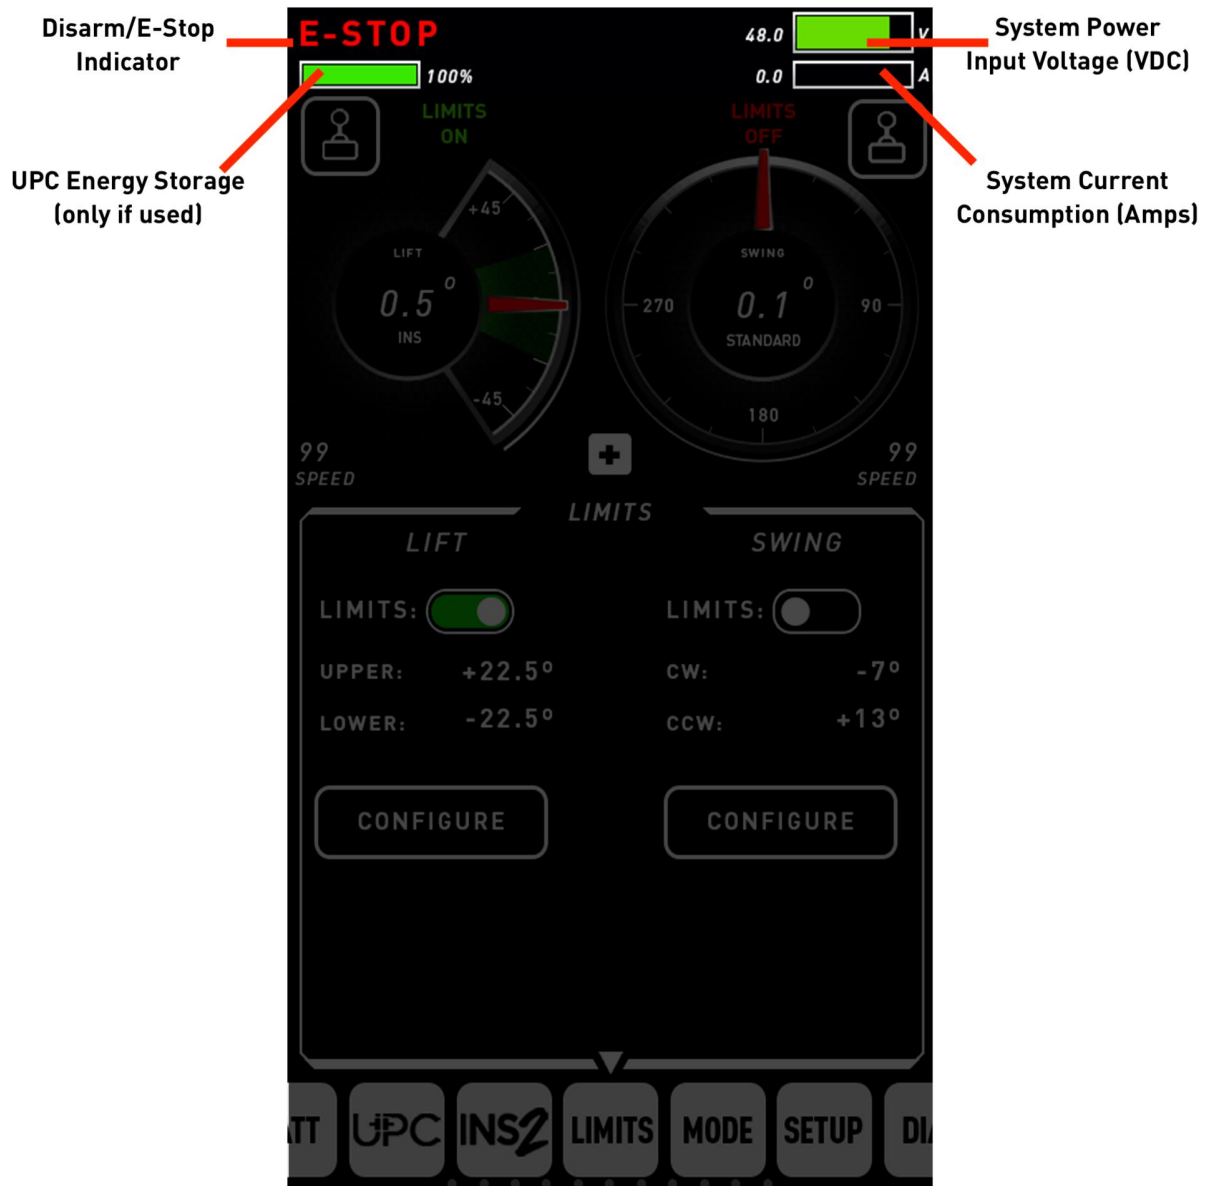 Disarm/E-Stop
Indicator
E-STOP
48.0
V
System Power
Input Voltage (VDC)
100%
0.0
A
UPC Energy Storage
(only if used)
System Current
Consumption (Amps)
LIMITS
ON
LIMITS
OFF
+45
LIFT
0.5°
INS
-45
SWING
0.1°
STANDARD
270
90
180
99
SPEED
99
SPEED
LIMITS
LIFT
SWING
LIMITS:
LIMITS:
UPPER: +22.5°
CW: -7°
LOWER: -22.5°
CCW: +13°
CONFIGURE
CONFIGURE
UPC
INS2
LIMITS
MODE
SETUP